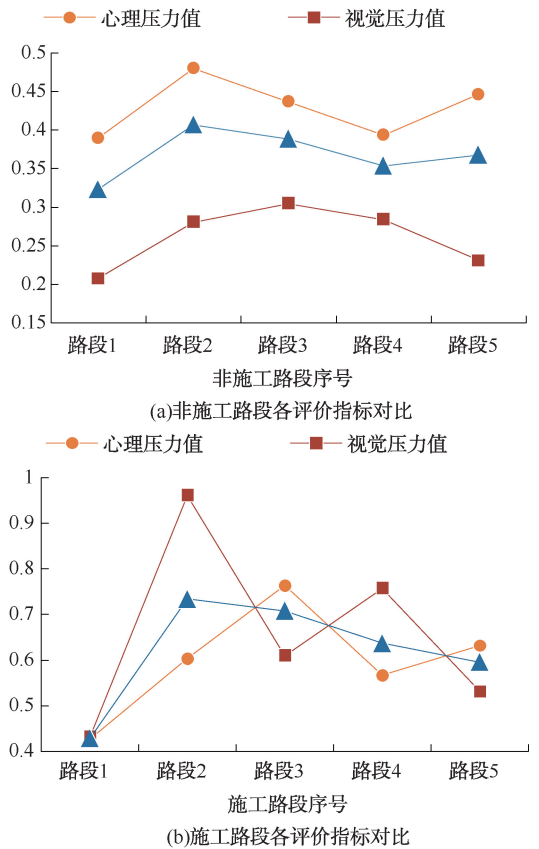 心理压力值 视觉压力值
0.5
0.45
0.4
0.35
0.3
0.25
0.2
0.15
路段1 路段2 路段3 路段4 路段5
非施工路段序号
(a)非施工路段各评价指标对比
心理压力值 视觉压力值
1
0.9
0.8
0.7
0.6
0.5
0.4
路段1 路段2 路段3 路段4 路段5
施工路段序号
(b)施工路段各评价指标对比